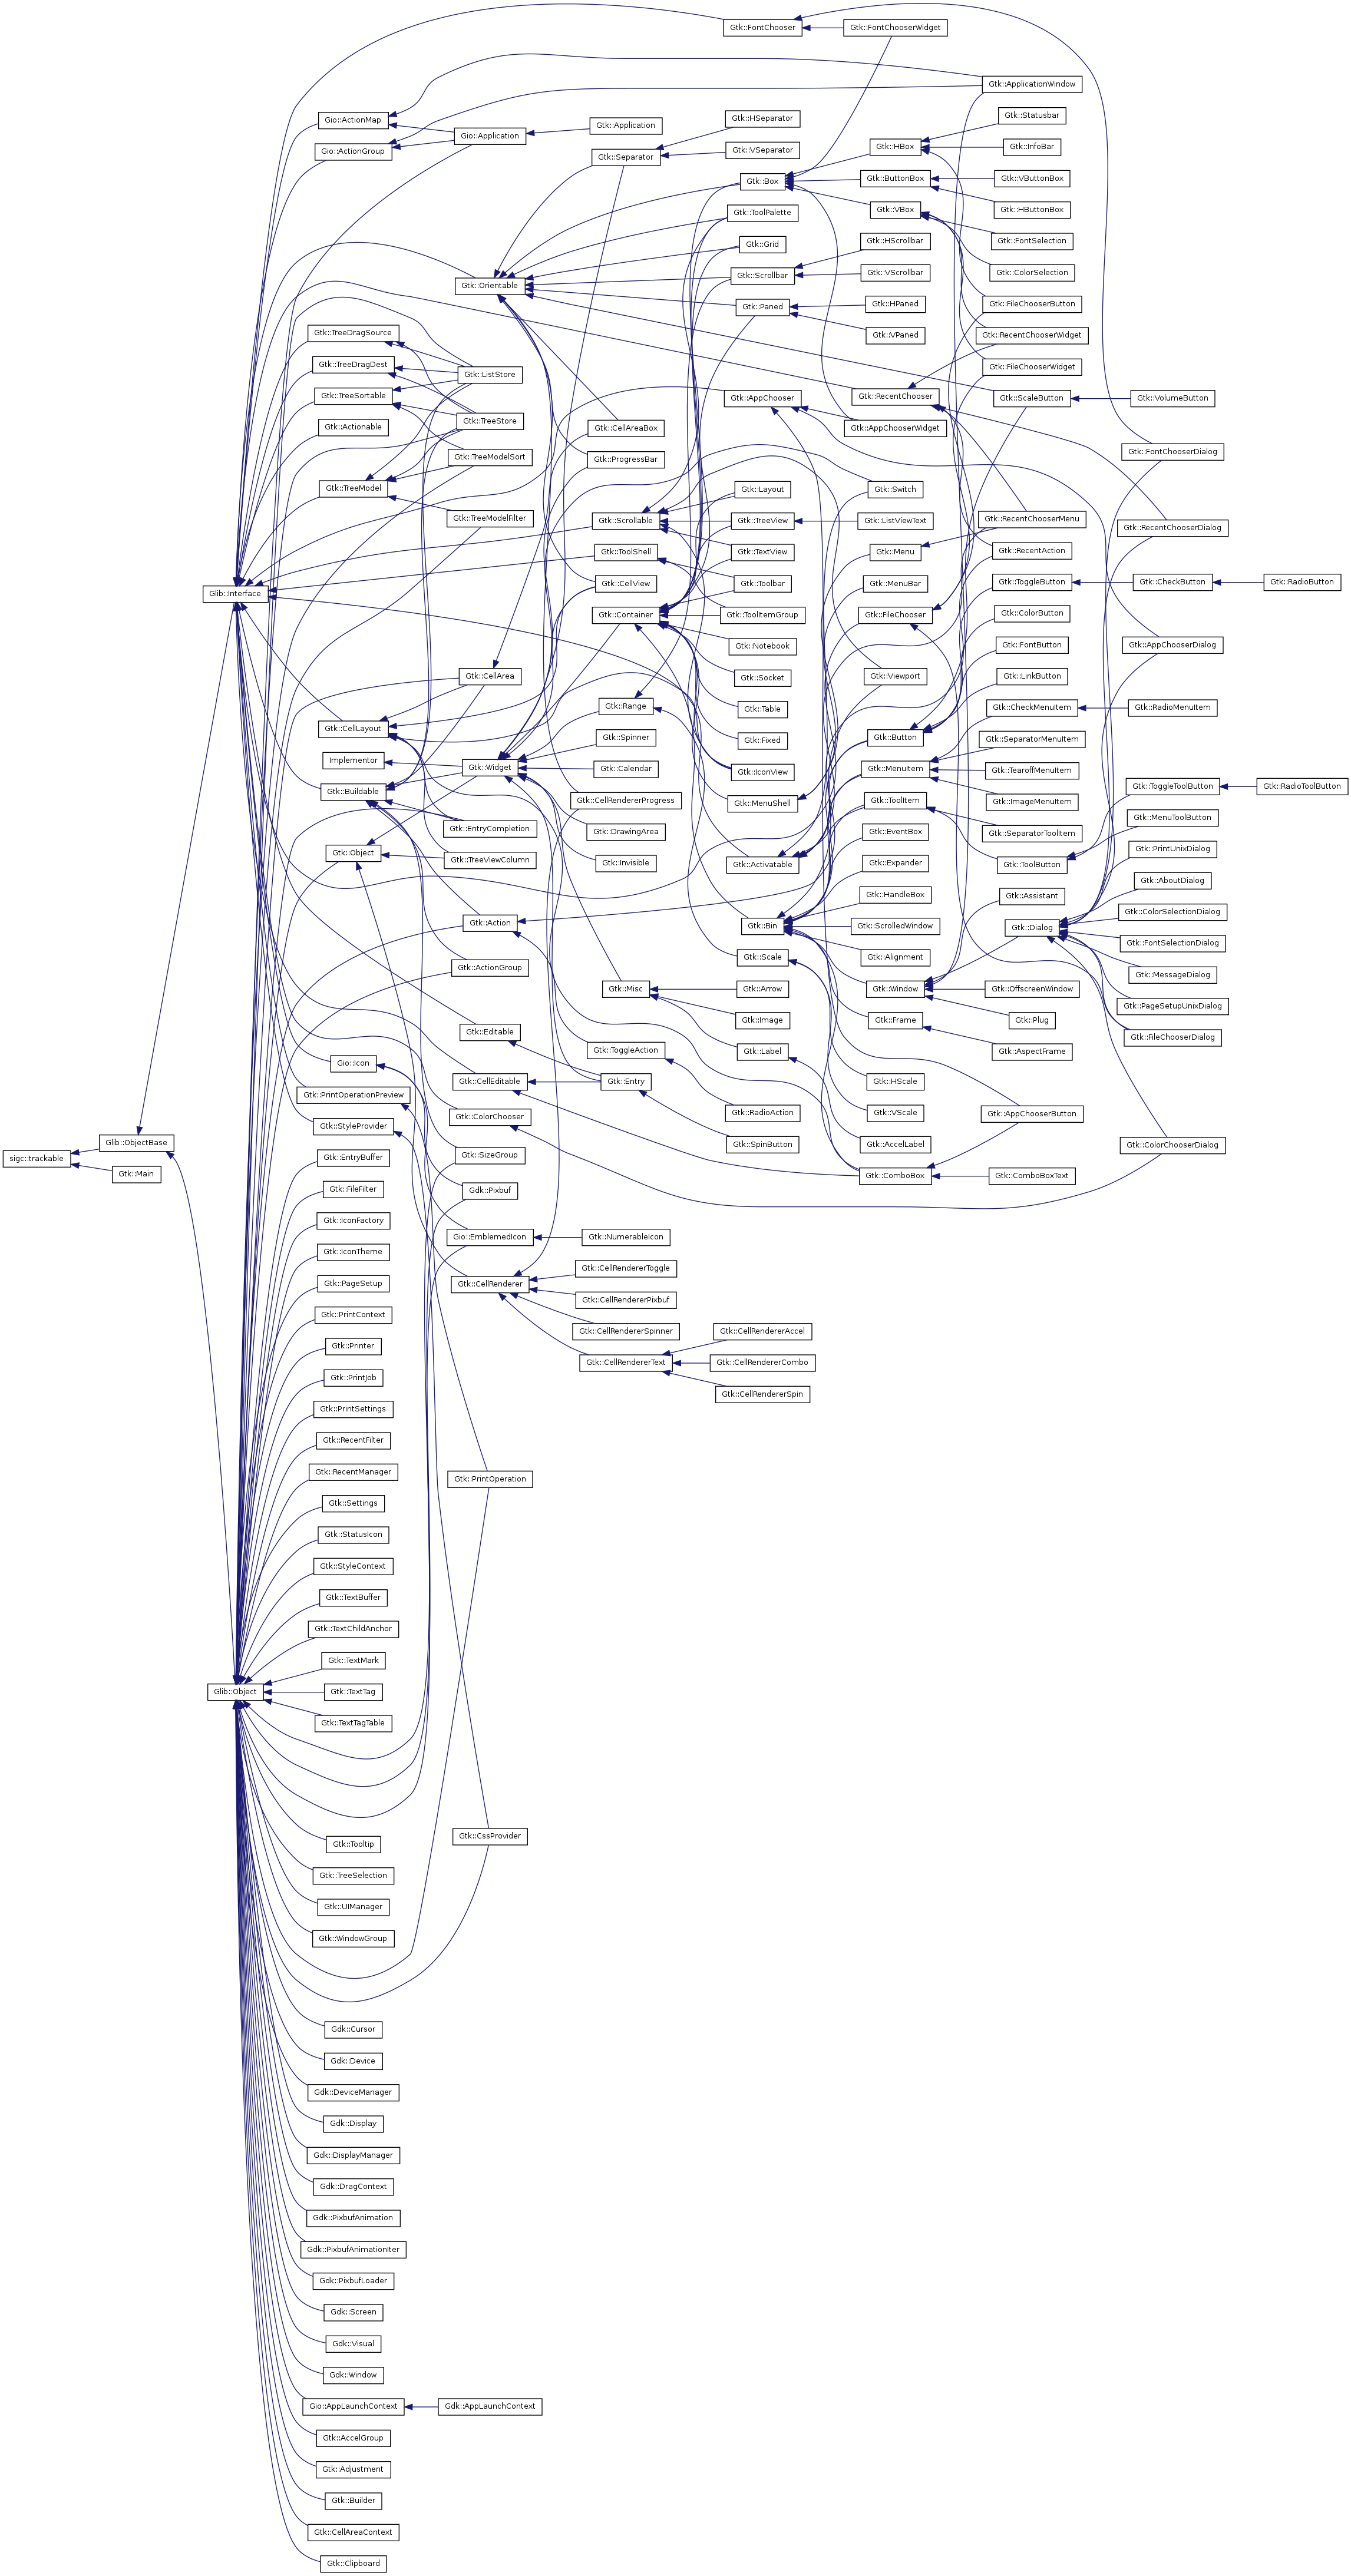 sigc::trackable
Glib::ObjectBase
Gtk::Main
Glib::Interface
Glib::Object
Gio::ActionMap
Gio::ActionGroup
Gtk::TreeDragSource
Gtk::TreeDragDest
Gtk::TreeSortable
Gtk::Actionable
Gtk::TreeModel
Gtk::CellLayout
Implementor
Gtk::Buildable
Gtk::Object
Gio::Icon
Gtk::PrintOperationPreview
Gtk::StyleProvider
Gtk::EntryBuffer
Gtk::FileFilter
Gtk::IconFactory
Gtk::IconTheme
Gtk::PageSetup
Gtk::PrintContext
Gtk::Printer
Gtk::PrintJob
Gtk::PrintSettings
Gtk::RecentFilter
Gtk::RecentManager
Gtk::Settings
Gtk::StatusIcon
Gtk::StyleContext
Gtk::TextBuffer
Gtk::TextChildAnchor
Gtk::TextMark
Gtk::TextTag
Gtk::TextTagTable
Gtk::Tooltip
Gtk::TreeSelection
Gtk::UIManager
Gtk::WindowGroup
Gdk::Cursor
Gdk::Device
Gdk::DeviceManager
Gdk::Display
Gdk::DisplayManager
Gdk::DragContext
Gdk::PixbufAnimation
Gdk::PixbufAnimationIter
Gdk::PixbufLoader
Gdk::Screen
Gdk::Visual
Gdk::Window
Gio::AppLaunchContext
Gtk::AccelGroup
Gtk::Adjustment
Gtk::Builder
Gtk::CellAreaContext
Gtk::Clipboard
Gio::Application
Gtk::Orientable
Gtk::ListStore
Gtk::TreeStore
Gtk::TreeModelSort
Gtk::TreeModelFilter
Gtk::CellArea
Gtk::Widget
Gtk::EntryCompletion
Gtk::TreeViewColumn
Gtk::Action
Gtk::ActionGroup
Gtk::Editable
Gtk::CellEditable
Gtk::ColorChooser
Gtk::SizeGroup
Gdk::Pixbuf
Gio::EmblemedIcon
Gtk::CellRenderer
Gtk::PrintOperation
Gtk::CssProvider
Gdk::AppLaunchContext
Gtk::Application
Gtk::Separator
Gtk::CellAreaBox
Gtk::ProgressBar
Gtk::Scrollable
Gtk::ToolShell
Gtk::CellView
Gtk::Container
Gtk::Range
Gtk::Spinner
Gtk::Calendar
Gtk::CellRendererProgress
Gtk::DrawingArea
Gtk::Invisible
Gtk::Misc
Gtk::ToggleAction
Gtk::Entry
Gtk::NumerableIcon
Gtk::CellRendererToggle
Gtk::CellRendererPixbuf
Gtk::CellRendererSpinner
Gtk::CellRendererText
Gtk::FontChooser
Gtk::HSeparator
Gtk::VSeparator
Gtk::Box
Gtk::ToolPalette
Gtk::Grid
Gtk::Scrollbar
Gtk::Paned
Gtk::AppChooser
Gtk::Layout
Gtk::TreeView
Gtk::TextView
Gtk::Toolbar
Gtk::ToolItemGroup
Gtk::Notebook
Gtk::Socket
Gtk::Table
Gtk::Fixed
Gtk::IconView
Gtk::MenuShell
Gtk::Activatable
Gtk::Bin
Gtk::Scale
Gtk::Arrow
Gtk::Image
Gtk::Label
Gtk::RadioAction
Gtk::SpinButton
Gtk::CellRendererAccel
Gtk::CellRendererCombo
Gtk::CellRendererSpin
Gtk::FontChooserWidget
Gtk::HBox
Gtk::ButtonBox
Gtk::VBox
Gtk::HScrollbar
Gtk::VScrollbar
Gtk::HPaned
Gtk::VPaned
Gtk::RecentChooser
Gtk::AppChooserWidget
Gtk::Switch
Gtk::ListViewText
Gtk::Menu
Gtk::MenuBar
Gtk::FileChooser
Gtk::Viewport
Gtk::Button
Gtk::MenuItem
Gtk::ToolItem
Gtk::EventBox
Gtk::Expander
Gtk::HandleBox
Gtk::ScrolledWindow
Gtk::Alignment
Gtk::Window
Gtk::Frame
Gtk::HScale
Gtk::VScale
Gtk::AccelLabel
Gtk::ComboBox
Gtk::ApplicationWindow
Gtk::Statusbar
Gtk::InfoBar
Gtk::VButtonBox
Gtk::HButtonBox
Gtk::FontSelection
Gtk::ColorSelection
Gtk::FileChooserButton
Gtk::RecentChooserWidget
Gtk::FileChooserWidget
Gtk::ScaleButton
Gtk::RecentChooserMenu
Gtk::RecentAction
Gtk::ToggleButton
Gtk::ColorButton
Gtk::FontButton
Gtk::LinkButton
Gtk::CheckMenuItem
Gtk::SeparatorMenuItem
Gtk::TearoffMenuItem
Gtk::ImageMenuItem
Gtk::SeparatorToolItem
Gtk::ToolButton
Gtk::Assistant
Gtk::Dialog
Gtk::OffscreenWindow
Gtk::Plug
Gtk::AspectFrame
Gtk::AppChooserButton
Gtk::ComboBoxText
Gtk::VolumeButton
Gtk::FontChooserDialog
Gtk::RecentChooserDialog
Gtk::CheckButton
Gtk::AppChooserDialog
Gtk::RadioMenuItem
Gtk::ToggleToolButton
Gtk::MenuToolButton
Gtk::PrintUnixDialog
Gtk::AboutDialog
Gtk::ColorSelectionDialog
Gtk::FontSelectionDialog
Gtk::MessageDialog
Gtk::PageSetupUnixDialog
Gtk::FileChooserDialog
Gtk::ColorChooserDialog
Gtk::RadioButton
Gtk::RadioToolButton